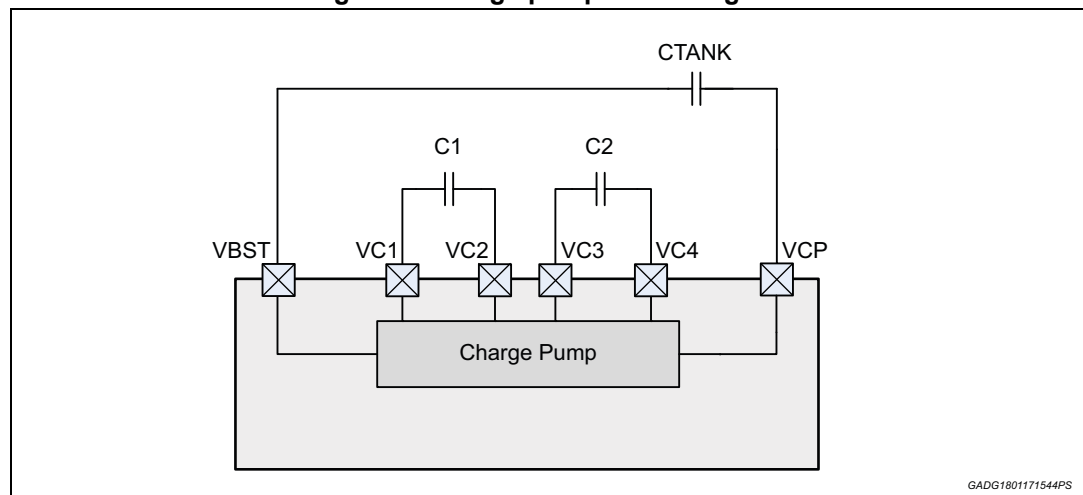 CTANK
C1
C2
VBST
VC1
VC2
VC3
VC4
VCP
Charge Pump
GADG1801171544PS